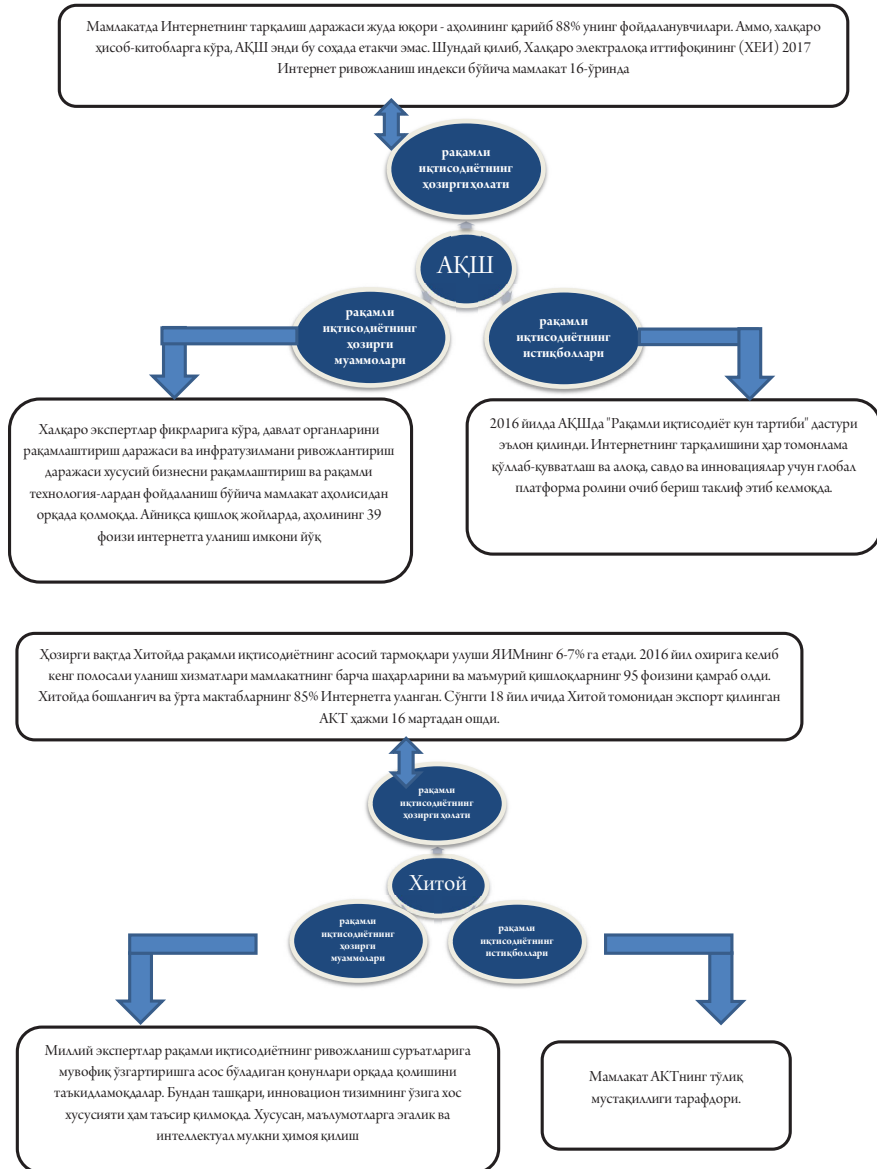 Мамлакатда Интернетнинг тарқалиш даражаси жуда юқори - аҳолининг қарийб 88% унинг фойдаланувчилари. Аммо, халқаро
ҳисоб-китобларга кўра, АҚШ энди бу соҳада етакчи эмас. Шундай қилиб, Халқаро электралоқа иттифоқининг (ХЕИ) 2017
Интернет ривожланиш индекси бўйича мамлакат 16-ўринда
рақамли
иқтисодиётнинг
ҳозирги ҳолати
АҚШ
рақамли
иқтисодиётнинг
ҳозирги
муаммолари
рақамли
иқтисодиётнинг
истиқболлари
Халқаро экспертлар фикрларига кўра, давлат органларини
рақамлаштириш даражаси ва инфратузилмани ривожлантириш
даражаси хусусий бизнесни рақамлаштириш ва рақамли
технология-лардан фойдаланиш бўйича мамлакат аҳолисидан
орқада қолмоқда. Айниқса қишлоқ жойларда, аҳолининг 39
фоизи интернетга уланиш имкони йўқ
2016 йилда АҚШда "Рақамли иқтисодиёт кун тартиби" дастури
эълон қилинди. Интернетнинг тарқалишини ҳар томонлама
қўллаб-қувватлаш ва алоқа, савдо ва инновациялар учун глобал
платформа ролини очиб бериш таклиф этиб келмоқда.
Ҳозирги вақтда Хитойда рақамли иқтисодиётнинг асосий тармоқлари улуши ЯИМнинг 6-7% га етади. 2016 йил охирига келиб
кенг полосали уланиш хизматлари мамлакатнинг барча шаҳарларини ва маъмурий қишлоқларнинг 95 фоизини қамраб олди.
Хитойда бошланғич ва ўрта мактабларнинг 85% Интернетга уланган. Сўнгги 18 йил ичида Хитой томонидан экспорт қилинган
АКТ ҳажми 16 мартадан ошди.
рақамли
иқтисодиётнинг
ҳозирги ҳолати
Хитой
рақамли
иқтисодиётнинг
ҳозирги
муаммолари
рақамли
иқтисодиётнинг
истиқболлари
Миллий экспертлар рақамли иқтисодиётнинг ривожланиш суръатларига
мувофиқ ўзгартиришга асос бўладиган қонунлари орқада қолишини
таъкидламоқдалар. Бундан ташқари, инновацион тизимнинг ўзига хос
хусусияти ҳам таъсир қилмоқда. Хусусан, маълумотларга эгалик ва
интеллектуал мулкни ҳимоя қилиш
Мамлакат АКТнинг тўлиқ
мустақиллиги тарафдори.